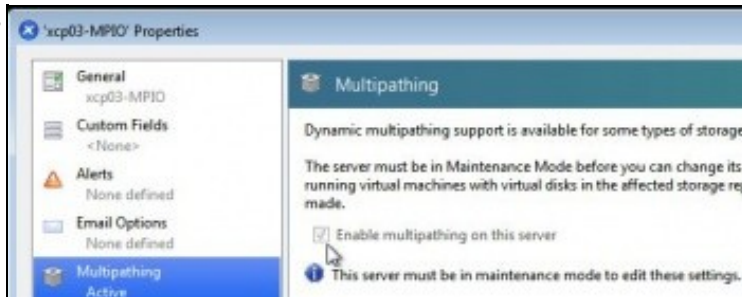 'xcp03-MPIO' Properties
General
xcp03-MPIO
Custom Fields
<None>
Alerts
None defined
Email Options
None defined
Multipathing
Active
Multipathing
Dynamic multipathing support is available for some types of storage
The server must be in Maintenance Mode before you can change its
running virtual machines with virtual disks in the affected storage re
made.
Enable multipathing on this server
This server must be in maintenance mode to edit these settings.